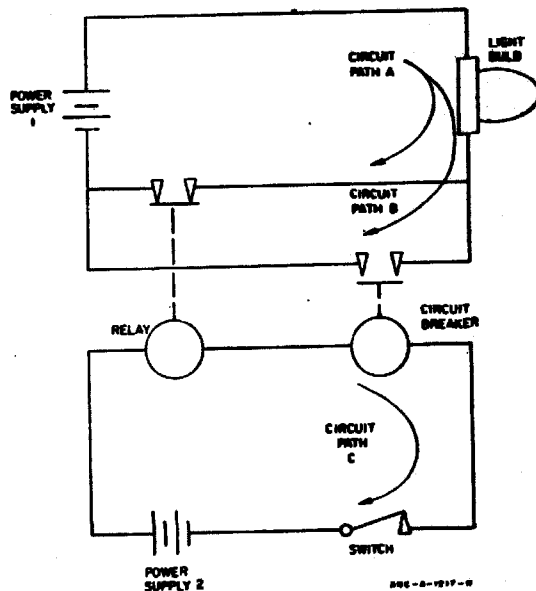 CIRCUIT
PATH A
LIGHT
BULB
POWER
SUPPLY
1
CIRCUIT
PATH B
RELAY
CIRCUIT
BREAKER
CIRCUIT
PATH
C
SWITCH
POWER
SUPPLY 2